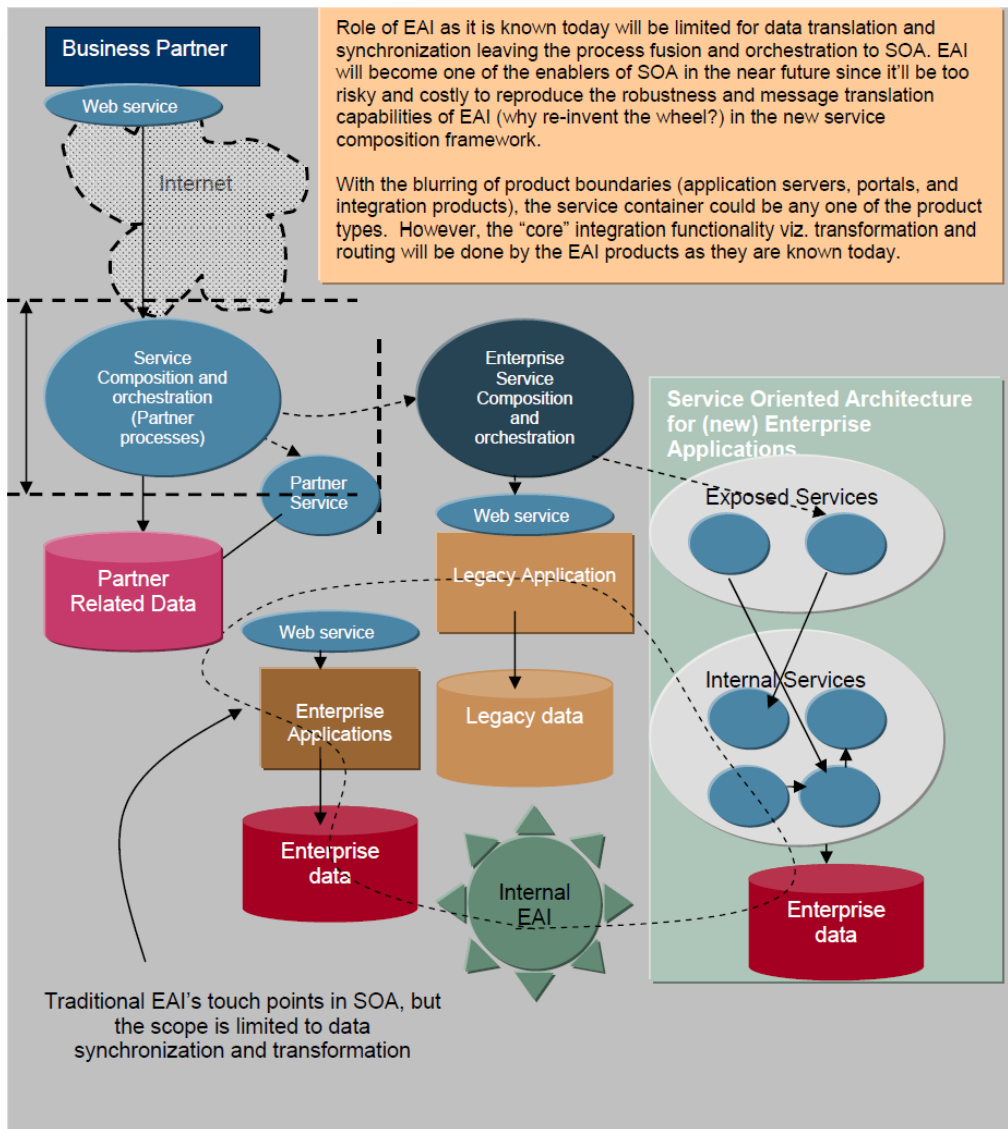 Business Partner
Web service
Internet
Role of EAI as it is known today will be limited for data translation and
synchronization leaving the process fusion and orchestration to SOA. EAI
will become one of the enablers of SOA in the near future since it'll be too
risky and costly to reproduce the robustness and message translation
capabilities of EAI (why re-invent the wheel?) in the new service
composition framework.
With the blurring of product boundaries (application servers, portals, and
integration products), the service container could be any one of the product
types.  However, the “core” integration functionality viz. transformation and
routing will be done by the EAI products as they are known today.
Service
Composition and
orchestration
(Partner
processes)
Enterprise
Service
Composition
and
orchestration
Partner
Service
Web service
Service Oriented Architecture
for (new) Enterprise
Applications
Exposed Services
Partner
Related Data
Legacy Application
Web service
Enterprise
Applications
Legacy data
Internal Services
Enterprise
data
Internal
EAI
Enterprise
data
Traditional EAI's touch points in SOA, but
the scope is limited to data
synchronization and transformation